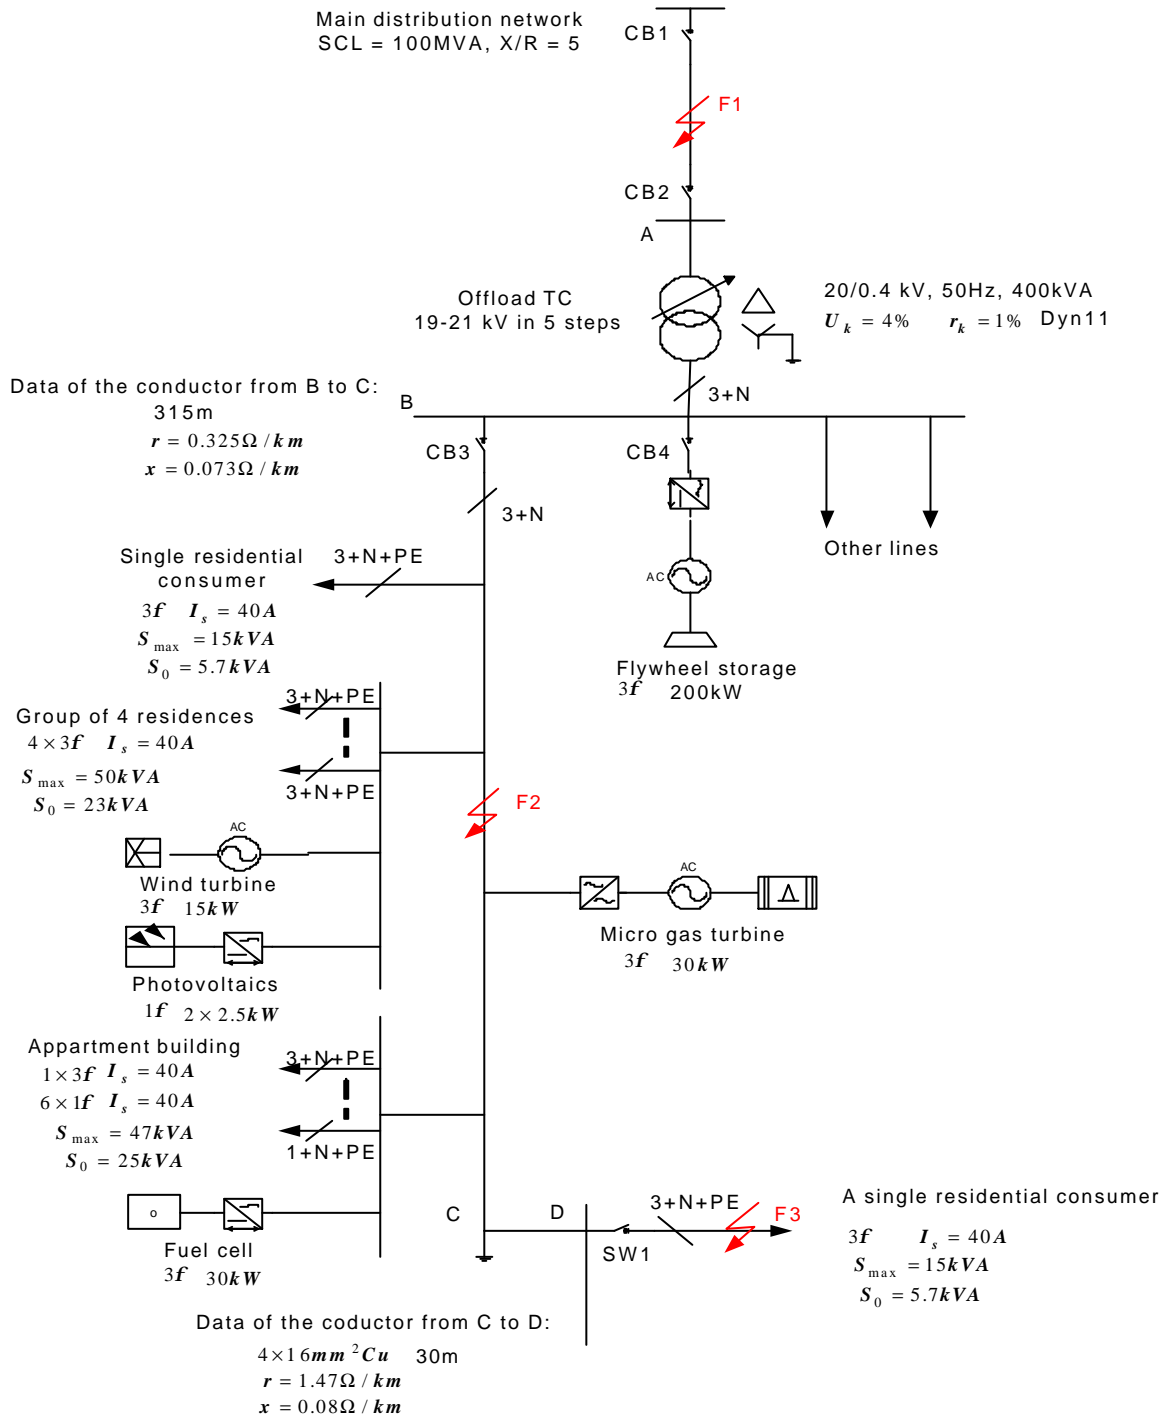 Main distribution network
SCL = 100MVA, X/R = 5
CB1
F1
CB2
A
Offload TC
19-21 kV in 5 steps
20/0.4 kV, 50Hz, 400kVA
U_k = 4% r_k = 1% Dyn11
3+N
Data of the conductor from B to C:
315m
r = 0.325Ω/km
x = 0.073Ω/km
B
CB3
CB4
3+N
Other lines
AC
Flywheel storage
3f 200kW
Single residential
consumer
3+N+PE
3f I_s = 40A
S_max = 15kVA
S_0 = 5.7kVA
3+N+PE
Group of 4 residences
4×3f I_s = 40A
S_max = 50kVA
S_0 = 23kVA
3+N+PE
F2
AC
Wind turbine
3f 15kW
Photovoltaics
1f 2×2.5kW
AC
Micro gas turbine
3f 30kW
Appartment building
1×3f I_s = 40A
6×1f I_s = 40A
S_max = 47kVA
S_0 = 25kVA
3+N+PE
1+N+PE
o
Fuel cell
3f 30kW
C
D
SW1
3+N+PE
F3
A single residential consumer
3f I_s = 40A
S_max = 15kVA
S_0 = 5.7kVA
Data of the coductor from C to D:
4×16mm²Cu 30m
r = 1.47Ω/km
x = 0.08Ω/km